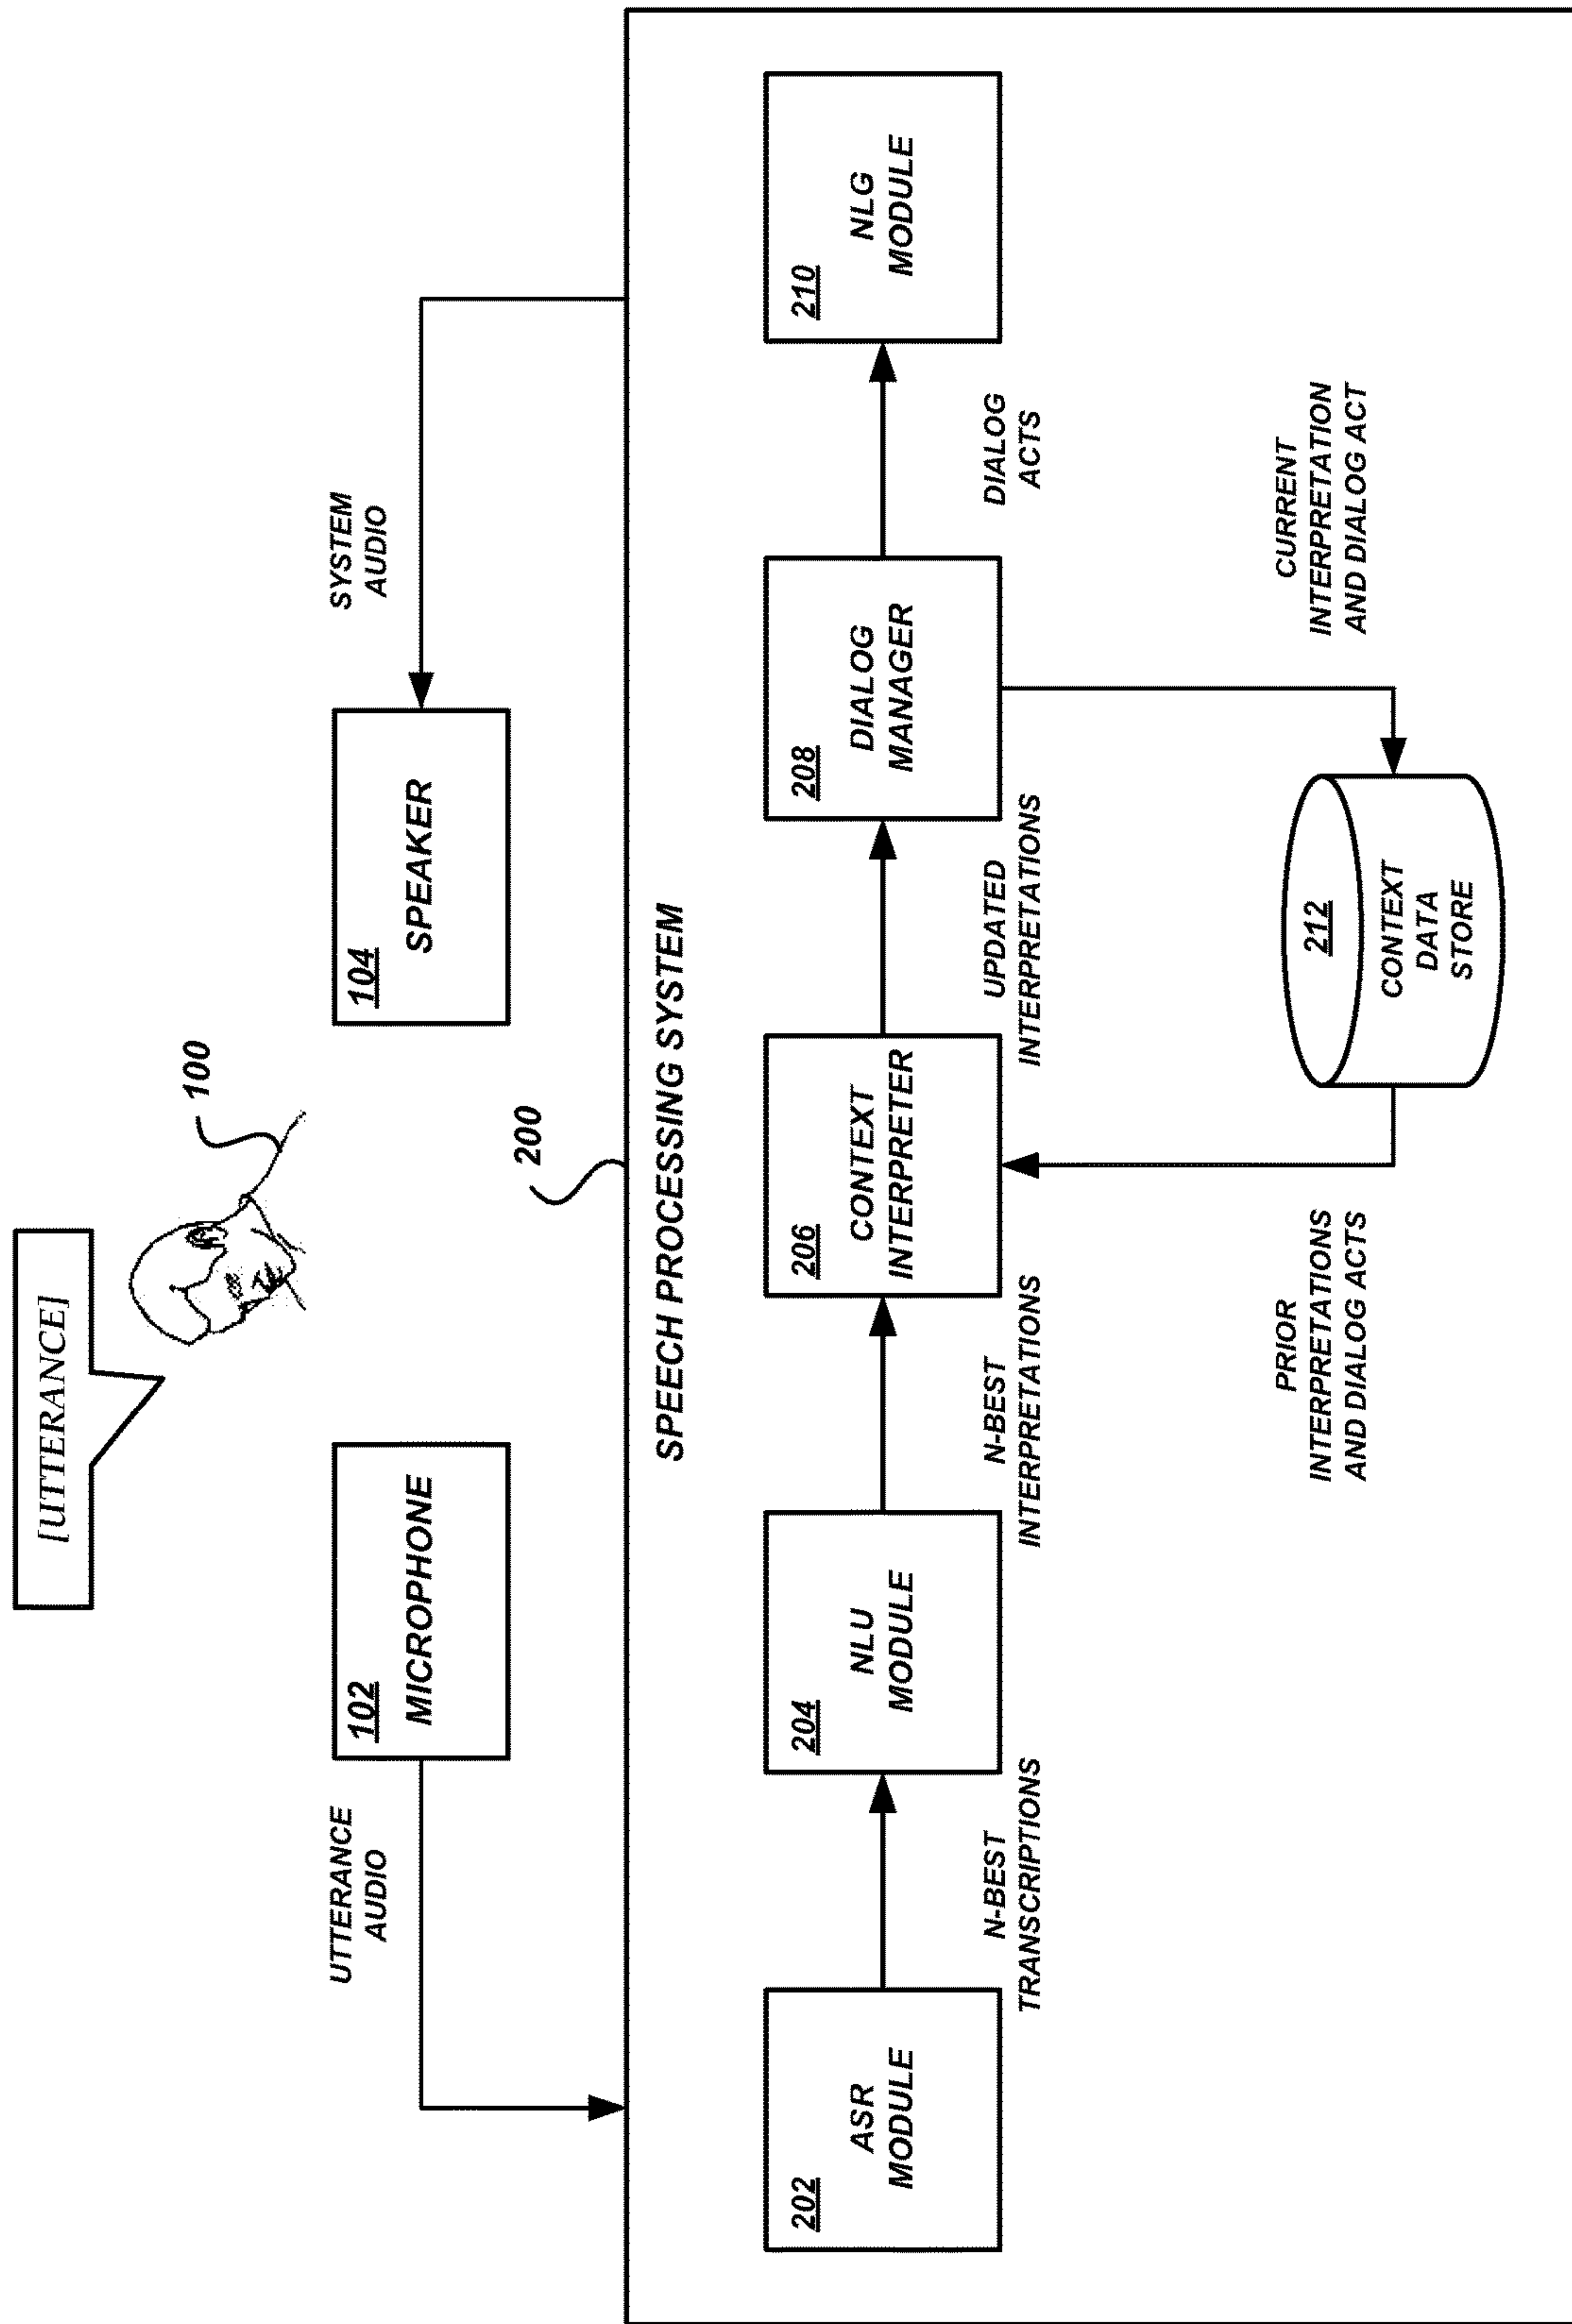 [UTTERANCE]
100
UTTERANCE
AUDIO
102
MICROPHONE
104
SPEAKER
SYSTEM
AUDIO
200
SPEECH PROCESSING SYSTEM
202
ASR
MODULE
N-BEST
TRANSCRIPTIONS
204
NLU
MODULE
N-BEST
INTERPRETATIONS
206
CONTEXT
INTERPRETER
UPDATED
INTERPRETATIONS
208
DIALOG
MANAGER
DIALOG
ACTS
210
NLG
MODULE
PRIOR
INTERPRETATIONS
AND DIALOG ACTS
212
CONTEXT
DATA
STORE
CURRENT
INTERPRETATION
AND DIALOG ACT